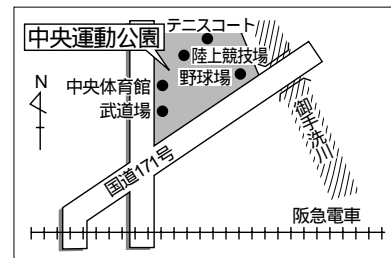 テニスコート
中央運動公園
陸上競技場
野球場
N
中央体育館
武道場
国道171号
御手洗川
阪急電車